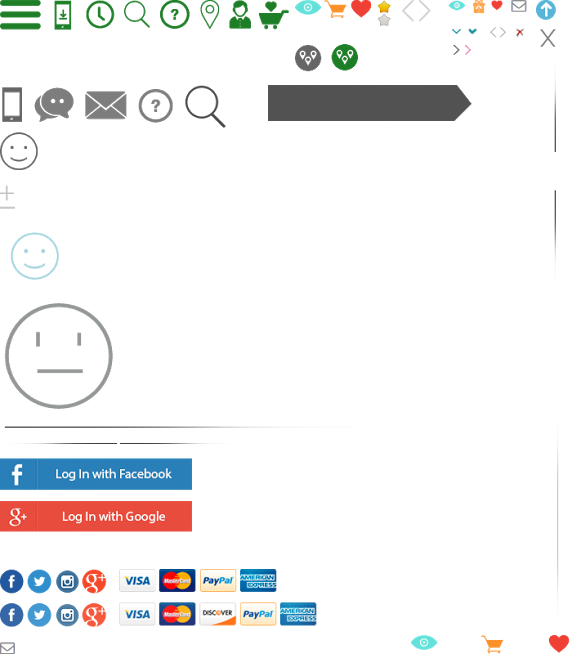 Log In with Facebook
Log In with Google
VISA MasterCard PayPal AMERICAN EXPRESS
VISA MasterCard DISCOVER PayPal AMERICAN EXPRESS